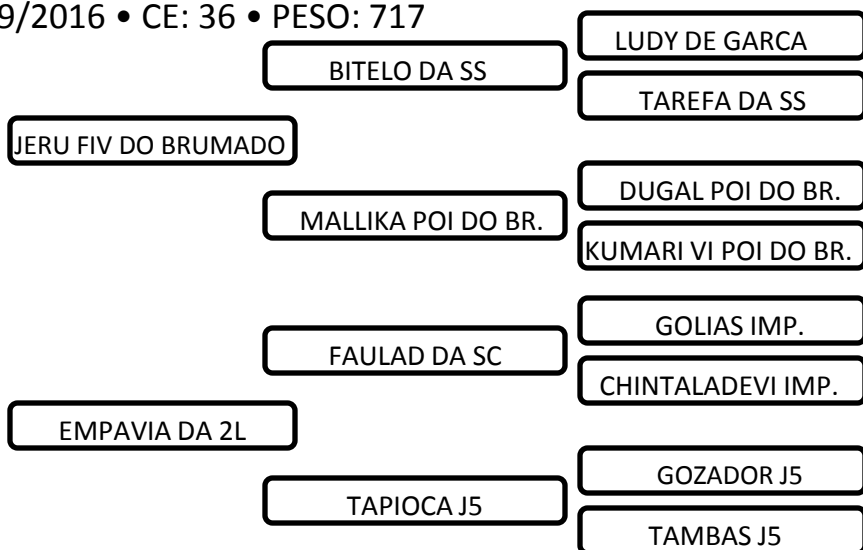 9/2016 • CE: 36 • PESO: 717
LUDY DE GARCA
BITELO DA SS
TAREFA DA SS
JERU FIV DO BRUMADO
DUGAL POI DO BR.
MALLIKA POI DO BR.
KUMARI VI POI DO BR.
GOLIAS IMP.
FAULAD DA SC
CHINTALADEVI IMP.
EMPAVIA DA 2L
GOZADOR J5
TAPIOCA J5
TAMBAS J5